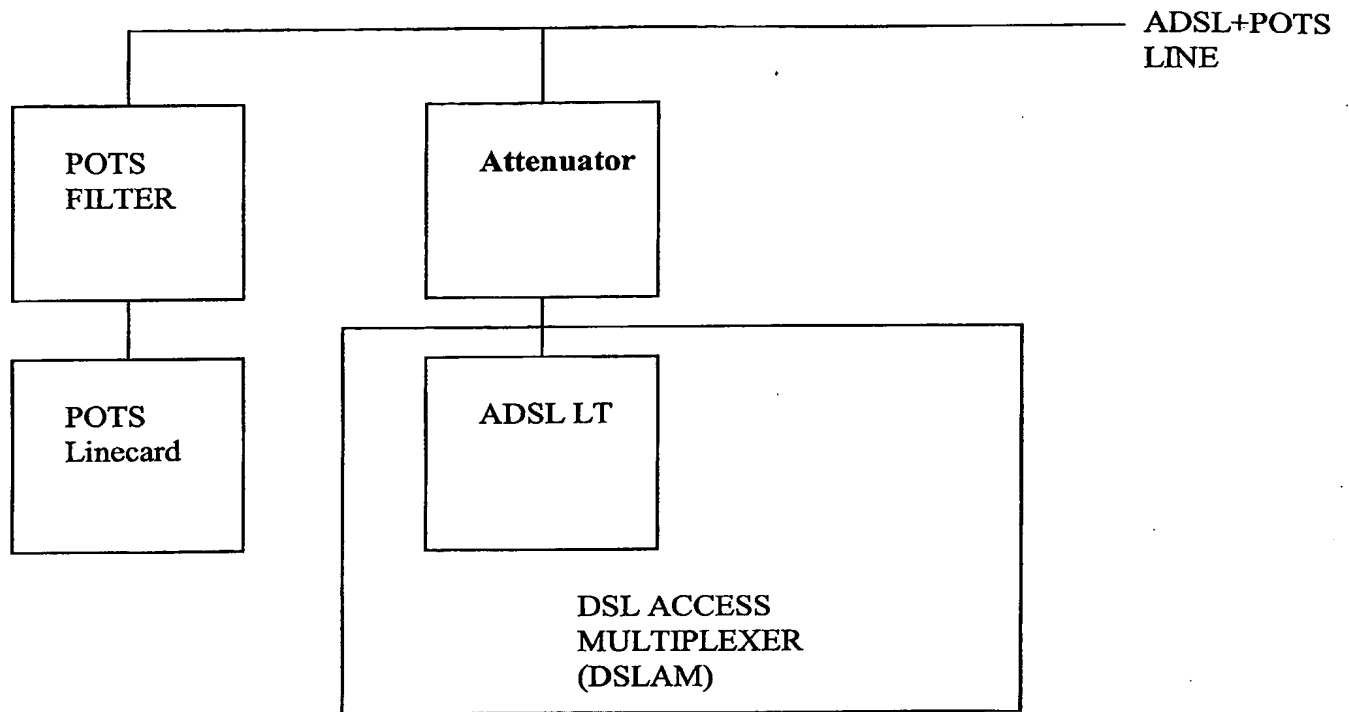 ADSL+POTS
LINE
POTS
FILTER
Attenuator
POTS
Linecard
ADSL LT
DSL ACCESS
MULTIPLEXER
(DSLAM)